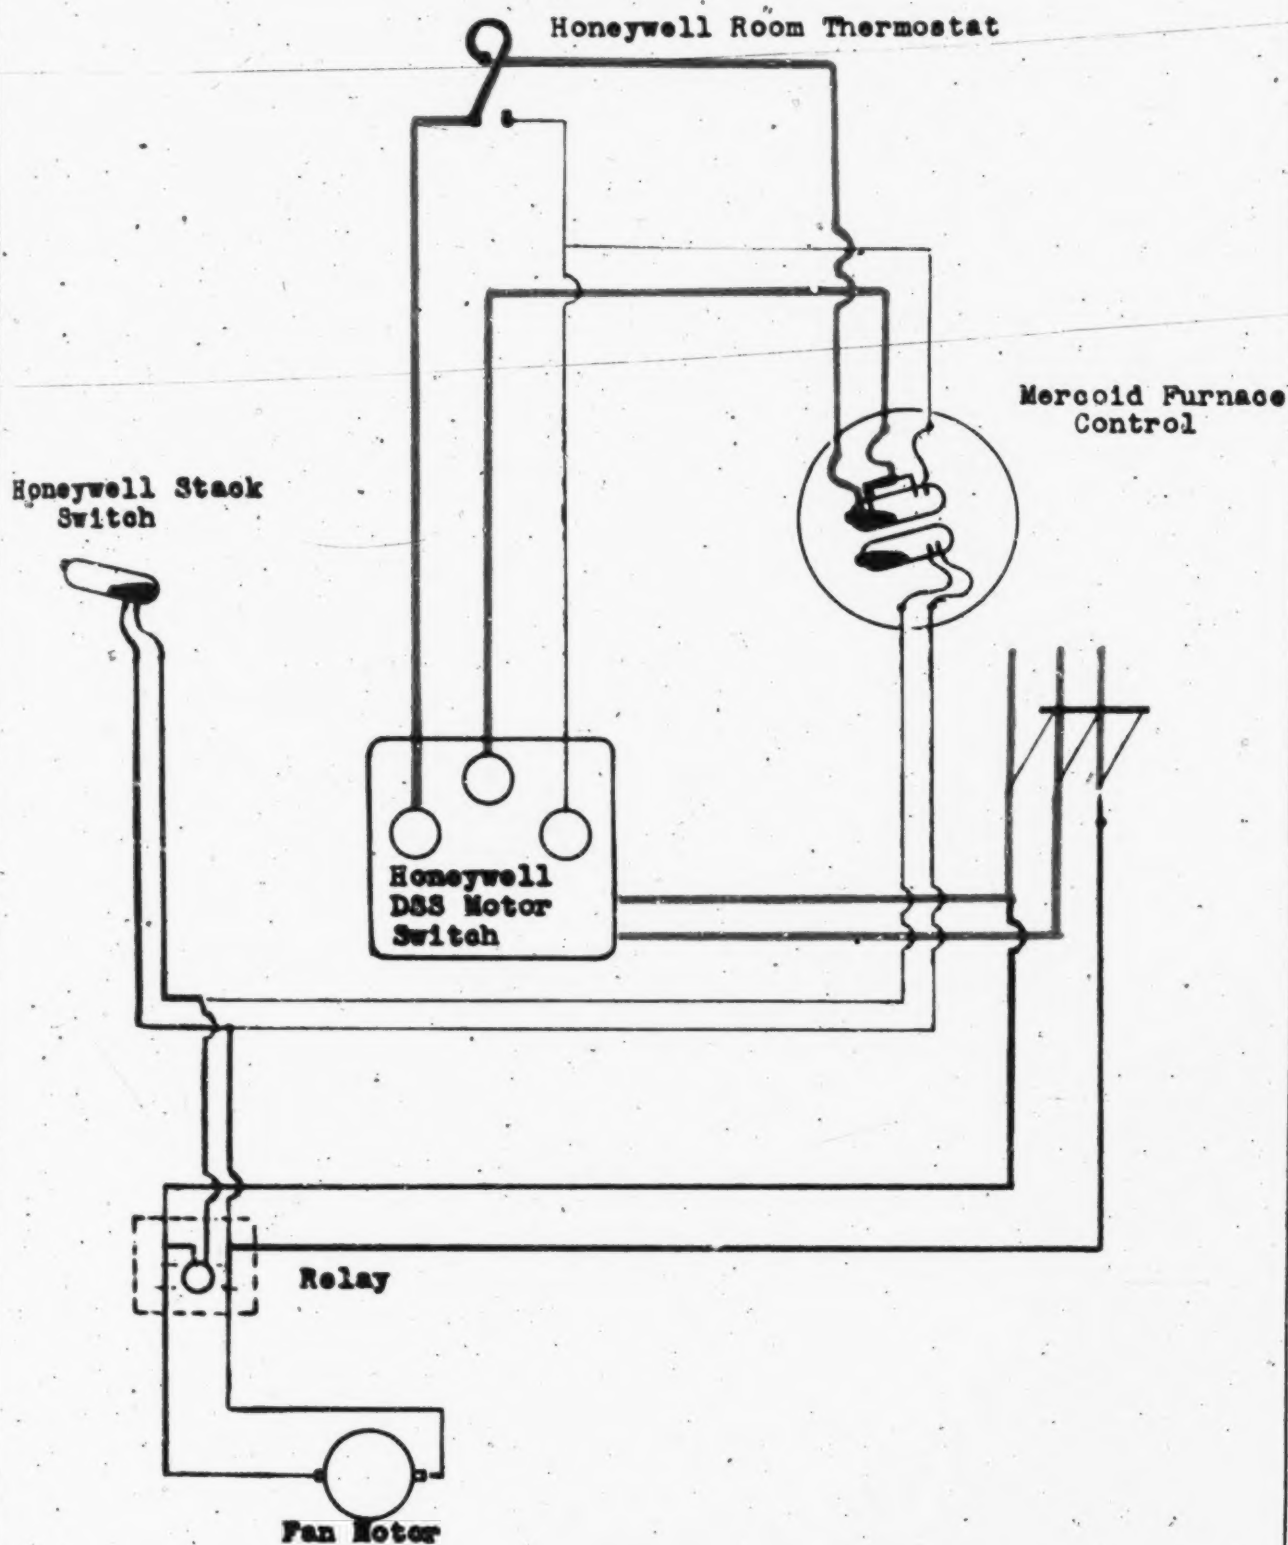 Honeywell Room Thermostat
Mercoid Furnace
Control
Honeywell Stack
Switch
Honeywell
DSS Motor
Switch
Relay
Fan Motor